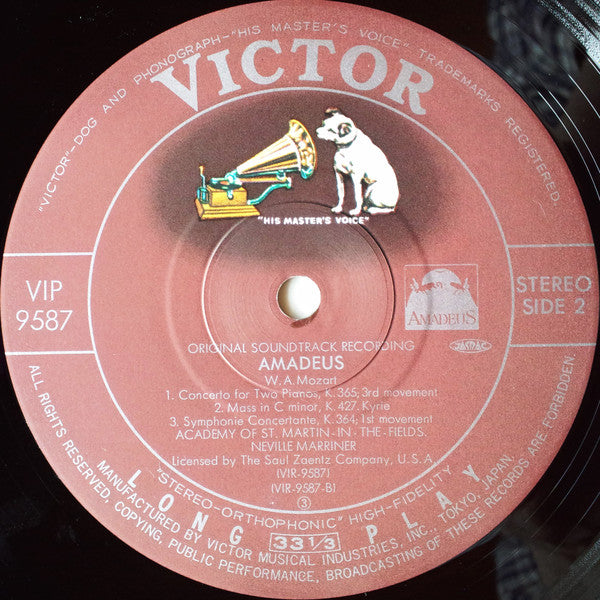 "VICTOR"-DOG AND PHONOGRAPH-"HIS MASTER'S VOICE" TRADEMARKS REGISTERED.
VICTOR
"HIS MASTER'S VOICE"
VIP
9587
AMADEUS
JASRAC
STEREO
SIDE 2
ORIGINAL SOUNDTRACK RECORDING
AMADEUS
W. A. Mozart
1. Concerto for Two Pianos, K. 365; 3rd movement
2. Mass in C minor, K. 427. Kyrie
3. Symphonie Concertante, K. 364; 1st movement
ACADEMY OF ST. MARTIN-IN-THE-FIELDS.
NEVILLE MARRINER
Licensed by The Saul Zaentz Company, U.S.A.
(VIR-9587)
(VIR-9587-B)
③
"STEREO-ORTHOPHONIC" HIGH-FIDELITY
LONG 33 1/3 PLAY
MANUFACTURED BY VICTOR MUSICAL INDUSTRIES, INC., TOKYO, JAPAN
ALL RIGHTS RESERVED, COPYING, PUBLIC PERFORMANCE, BROADCASTING OF THESE RECORDS ARE FORBIDDEN